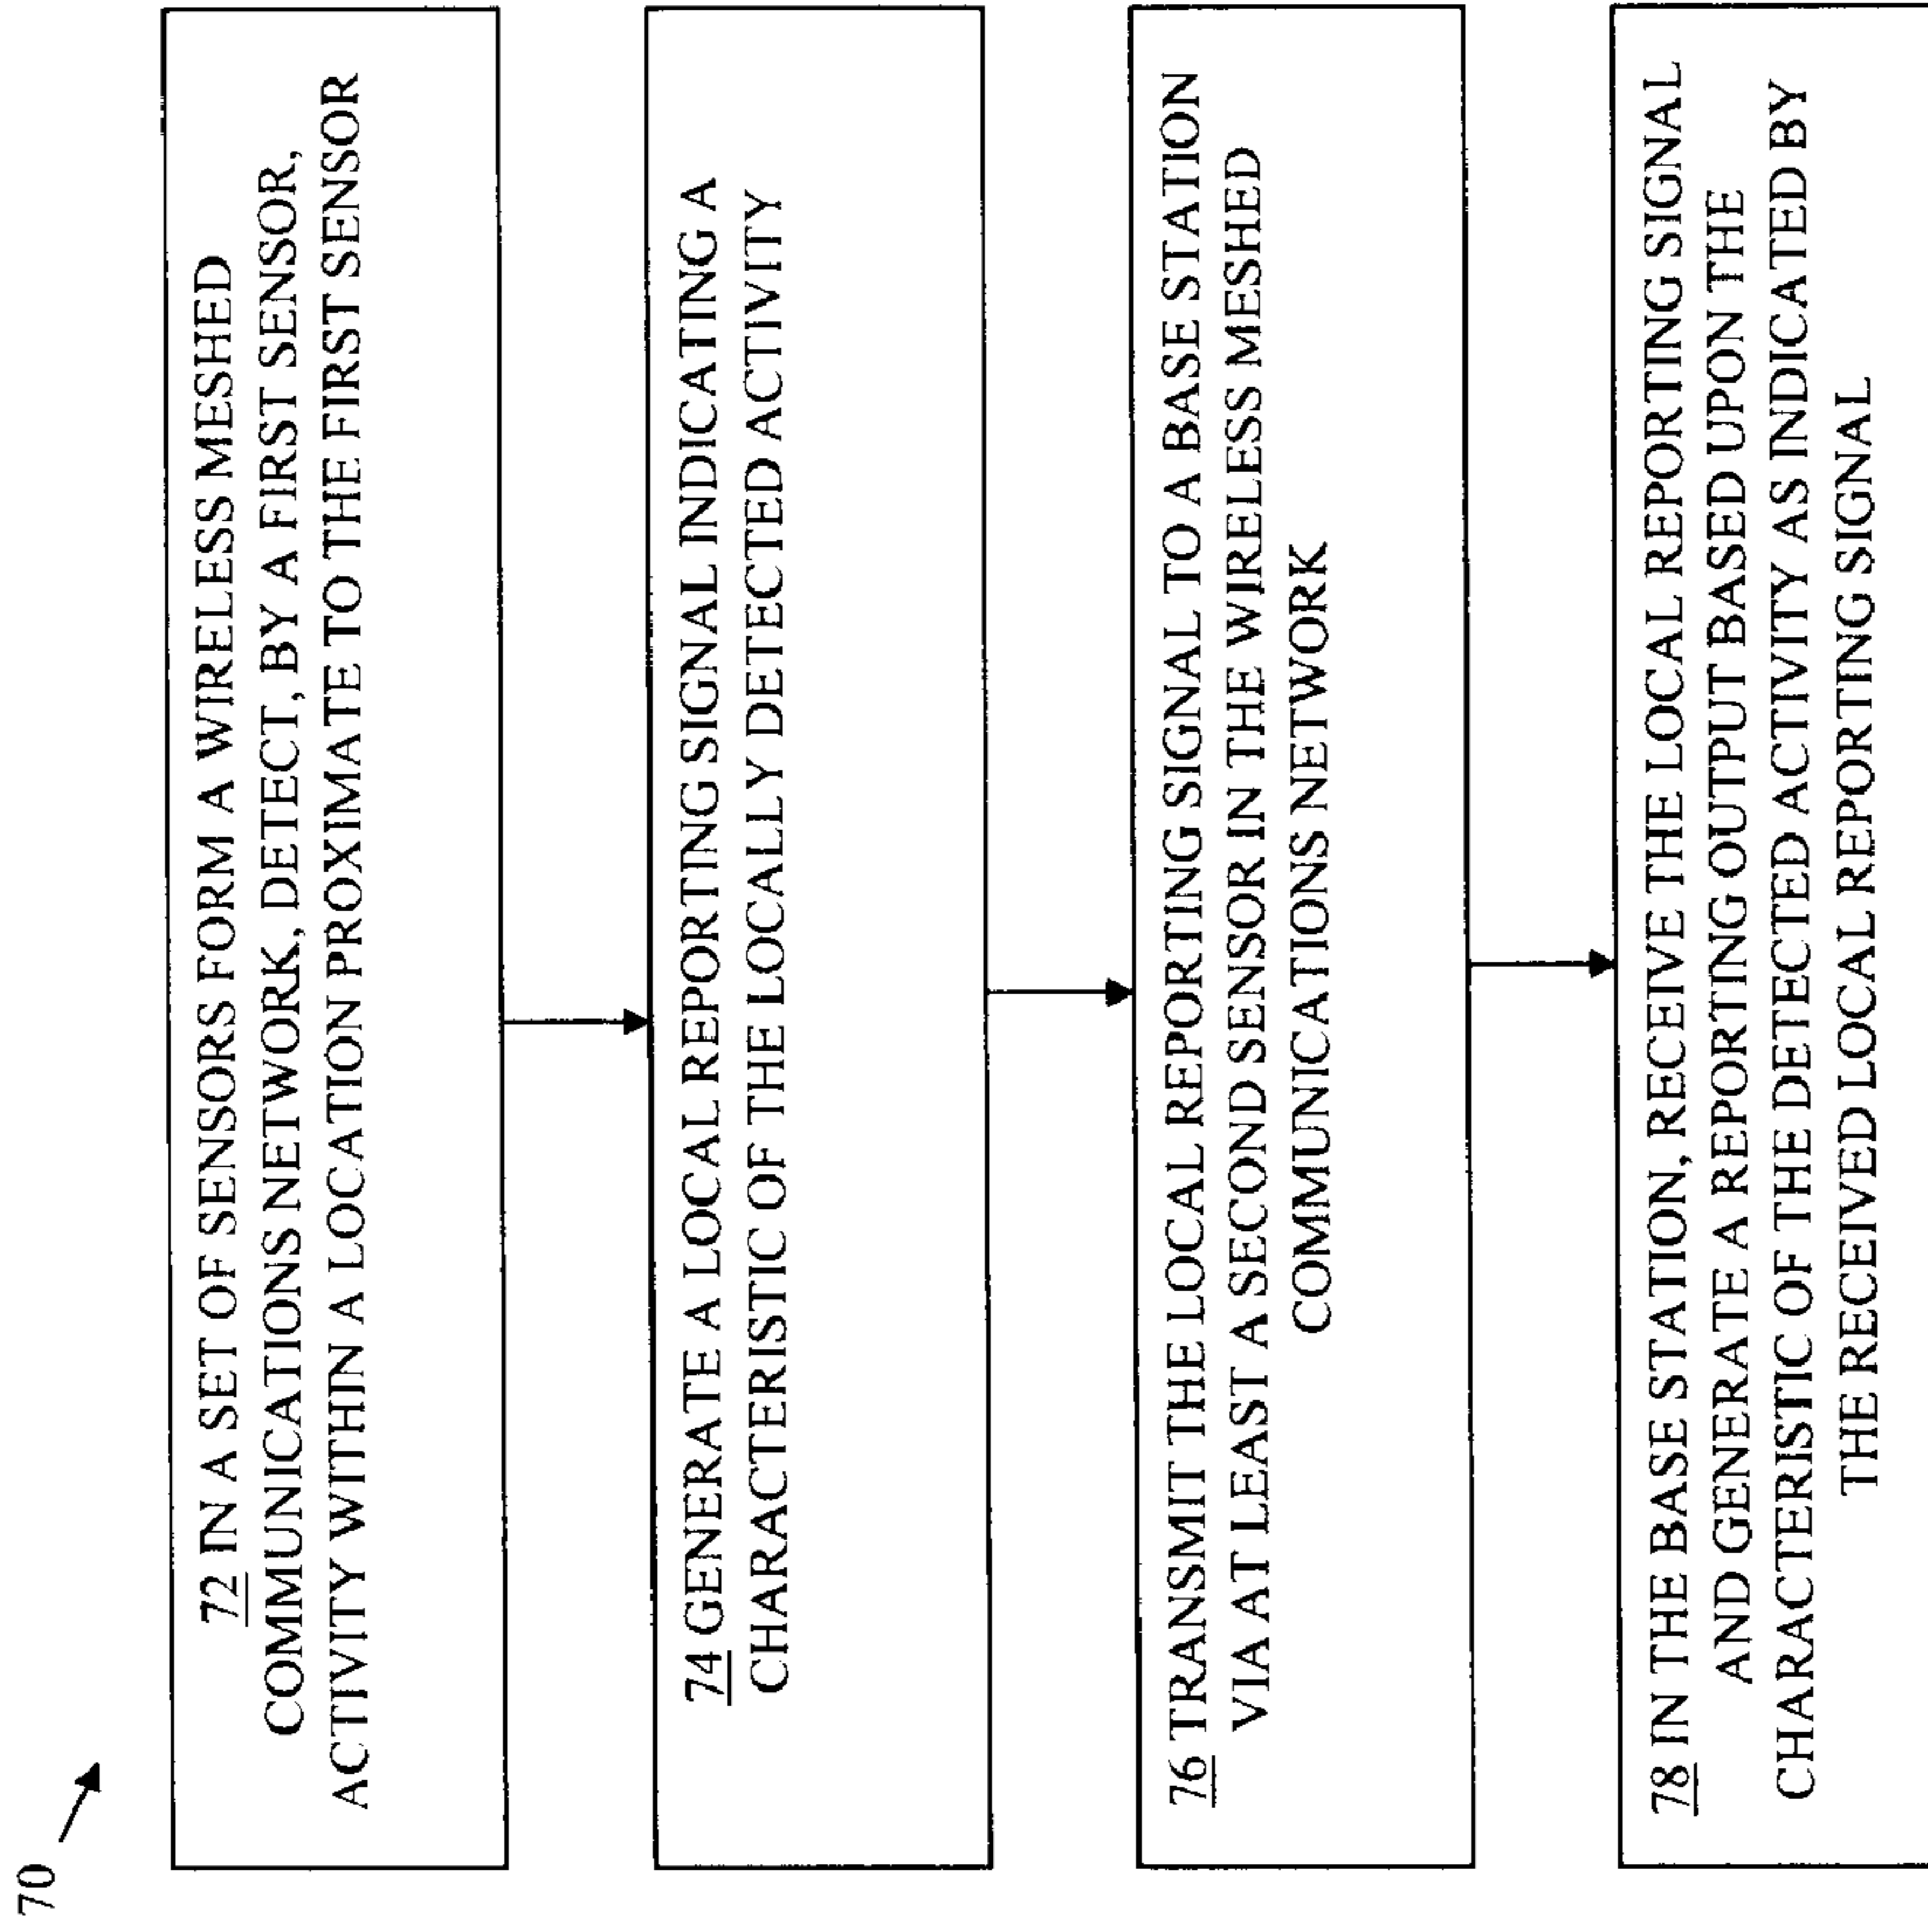 70
72 IN A SET OF SENSORS FORM A WIRELESS MESHED
COMMUNICATIONS NETWORK, DETECT, BY A FIRST SENSOR,
ACTIVITY WITHIN A LOCATION PROXIMATE TO THE FIRST SENSOR
74 GENERATE A LOCAL REPORTING SIGNAL INDICATING A
CHARACTERISTIC OF THE LOCALLY DETECTED ACTIVITY
76 TRANSMIT THE LOCAL REPORTING SIGNAL TO A BASE STATION
VIA AT LEAST A SECOND SENSOR IN THE WIRELESS MESHED
COMMUNICATIONS NETWORK
78 IN THE BASE STATION, RECEIVE THE LOCAL REPORTING SIGNAL
AND GENERATE A REPORTING OUTPUT BASED UPON THE
CHARACTERISTIC OF THE DETECTED ACTIVITY AS INDICATED BY
THE RECEIVED LOCAL REPORTING SIGNAL